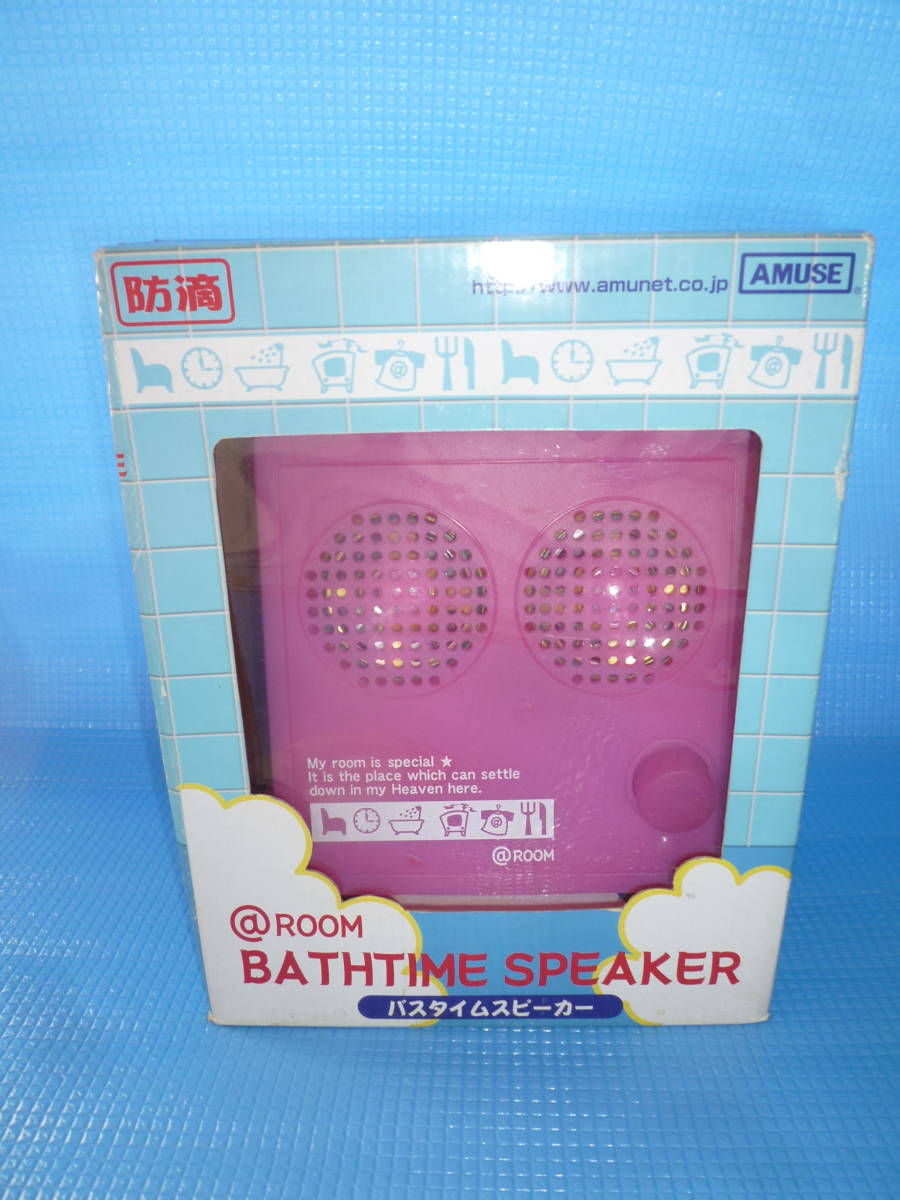 防滴
http://www.amunet.co.jp
AMUSE
@
@
E
My room is special ★
It is the place which can settle
down in my Heaven here.
@
@ROOM
@ROOM
BATHTIME SPEAKER
バスタイムスピーカー